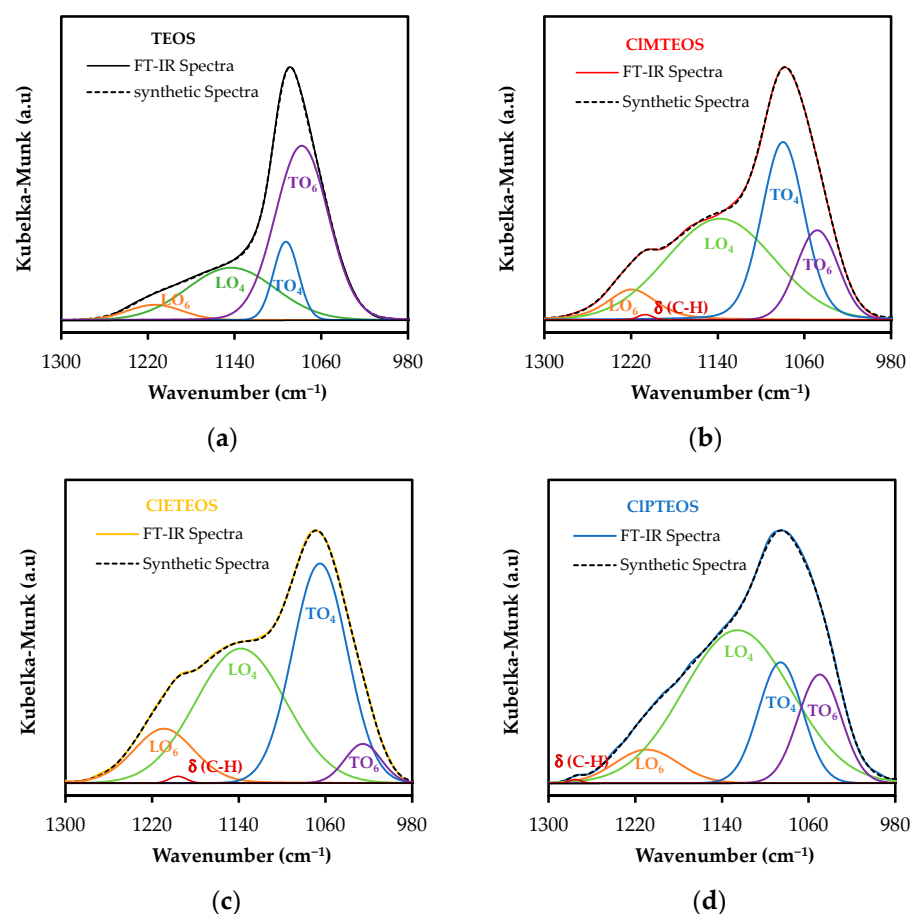 TEOS
FT-IR Spectra
synthetic Spectra
Kubelka-Munk (a.u)
TO₆
LO₄
TO₄
LO₆
1300 1220 1140 1060 980
Wavenumber (cm⁻¹)
(a)
ClMTEOS
FT-IR Spectra
Synthetic Spectra
Kubelka-Munk (a.u)
TO₄
LO₄
TO₆
LO₆
δ (C-H)
1300 1220 1140 1060 980
Wavenumber (cm⁻¹)
(b)
ClETEOS
FT-IR Spectra
Synthetic Spectra
Kubelka-Munk (a.u)
TO₄
LO₄
LO₆
δ (C-H)
TO₆
1300 1220 1140 1060 980
Wavenumber (cm⁻¹)
(c)
ClPTEOS
FT-IR Spectra
Synthetic Spectra
Kubelka-Munk (a.u)
LO₄
TO₄
TO₆
δ (C-H)
LO₆
1300 1220 1140 1060 980
Wavenumber (cm⁻¹)
(d)